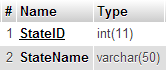 # Name Type
1 StateID int(11)
2 StateName varchar(50)